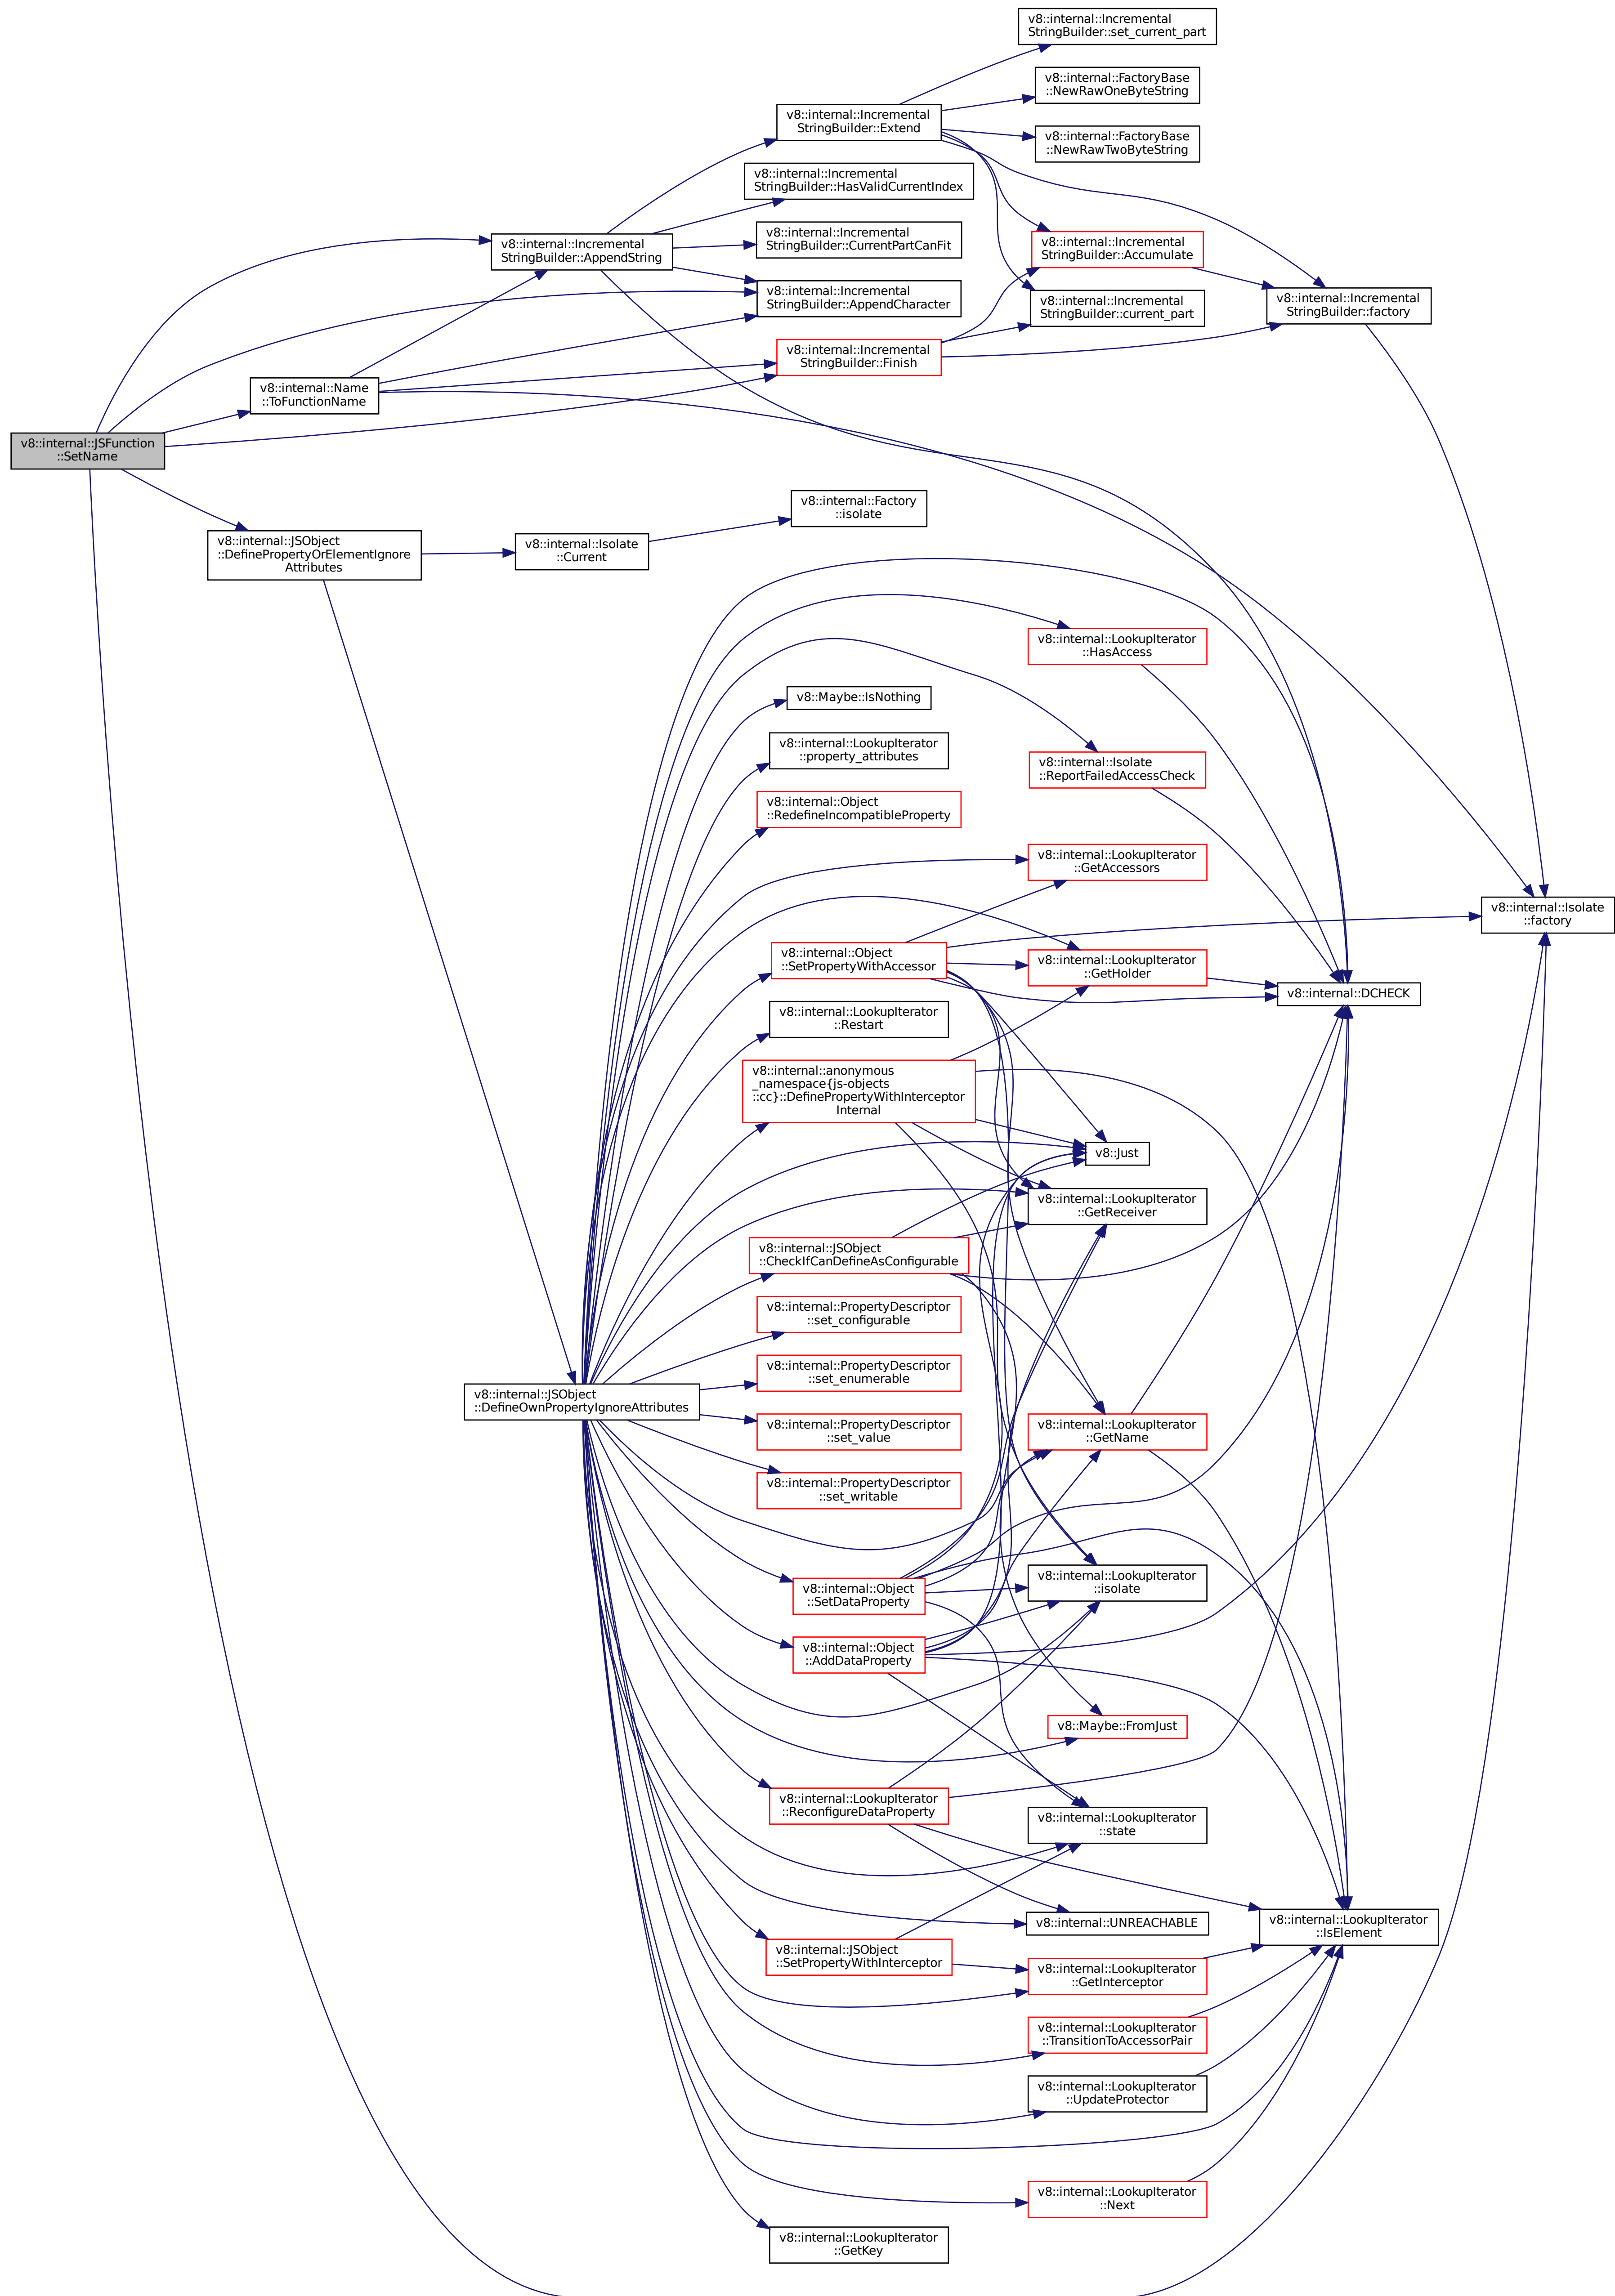 v8::internal::Incremental
StringBuilder::set_current_part
v8::internal::FactoryBase
::NewRawOneByteString
v8::internal::Incremental
StringBuilder::Extend
v8::internal::FactoryBase
::NewRawTwoByteString
v8::internal::Incremental
StringBuilder::HasValidCurrentIndex
v8::internal::Incremental
StringBuilder::AppendString
v8::internal::Incremental
StringBuilder::CurrentPartCanFit
v8::internal::Incremental
StringBuilder::Accumulate
v8::internal::Incremental
StringBuilder::AppendCharacter
v8::internal::Incremental
StringBuilder::current_part
v8::internal::Incremental
StringBuilder::factory
v8::internal::Incremental
StringBuilder::Finish
v8::internal::Name
::ToFunctionName
v8::internal::JSFunction
::SetName
v8::internal::Factory
::isolate
v8::internal::JSObject
::DefinePropertyOrElementIgnore
Attributes
v8::internal::Isolate
::Current
v8::internal::LookupIterator
::HasAccess
v8::Maybe::IsNothing
v8::internal::LookupIterator
::property_attributes
v8::internal::Isolate
::ReportFailedAccessCheck
v8::internal::Object
::RedefineIncompatibleProperty
v8::internal::LookupIterator
::GetAccessors
v8::internal::Isolate
::factory
v8::internal::Object
::SetPropertyWithAccessor
v8::internal::LookupIterator
::GetHolder
v8::internal::DCHECK
v8::internal::LookupIterator
::Restart
v8::internal::anonymous
_namespace{js-objects
::cc}::DefinePropertyWithInterceptor
Internal
v8::Just
v8::internal::LookupIterator
::GetReceiver
v8::internal::JSObject
::CheckIfCanDefineAsConfigurable
v8::internal::PropertyDescriptor
::set_configurable
v8::internal::PropertyDescriptor
::set_enumerable
v8::internal::JSObject
::DefineOwnPropertyIgnoreAttributes
v8::internal::PropertyDescriptor
::set_value
v8::internal::LookupIterator
::GetName
v8::internal::PropertyDescriptor
::set_writable
v8::internal::LookupIterator
::isolate
v8::internal::Object
::SetDataProperty
v8::internal::Object
::AddDataProperty
v8::Maybe::FromJust
v8::internal::LookupIterator
::ReconfigureDataProperty
v8::internal::LookupIterator
::state
v8::internal::UNREACHABLE
v8::internal::LookupIterator
::IsElement
v8::internal::JSObject
::SetPropertyWithInterceptor
v8::internal::LookupIterator
::GetInterceptor
v8::internal::LookupIterator
::TransitionToAccessorPair
v8::internal::LookupIterator
::UpdateProtector
v8::internal::LookupIterator
::Next
v8::internal::LookupIterator
::GetKey